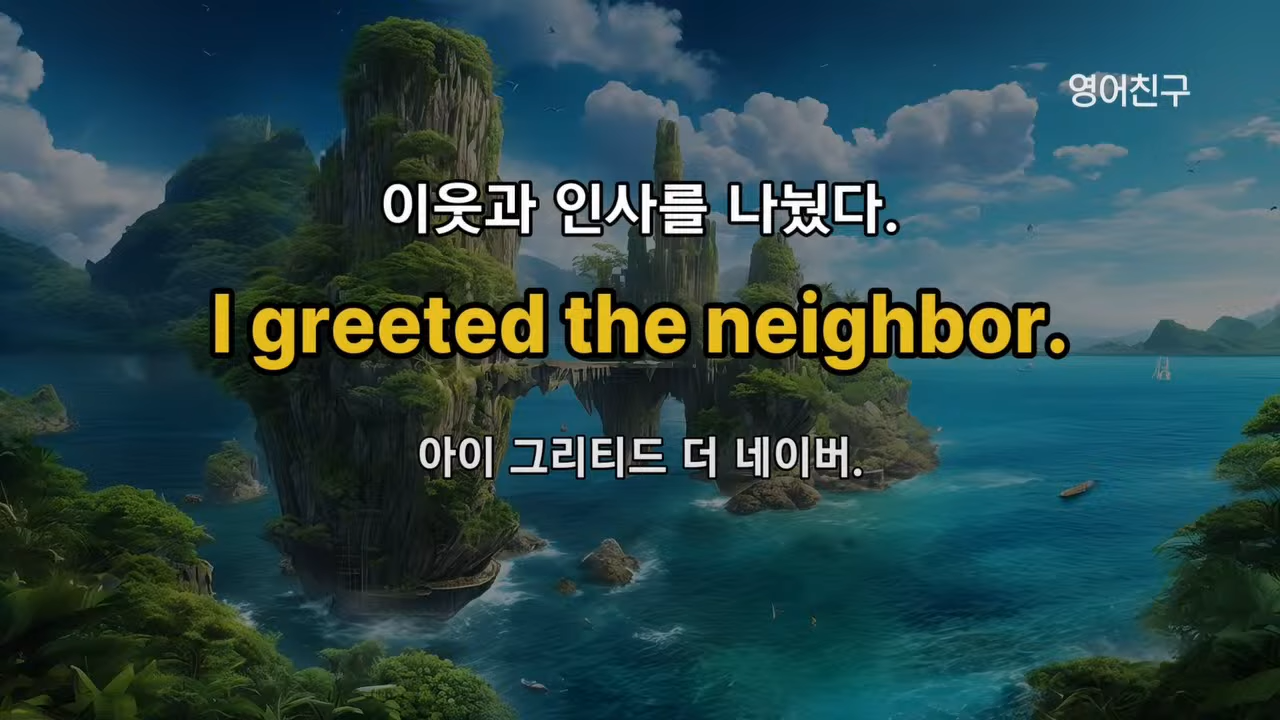 영어친구
이웃과 인사를 나눴다.
I greeted the neighbor.
아이 그리티드 더 네이버.